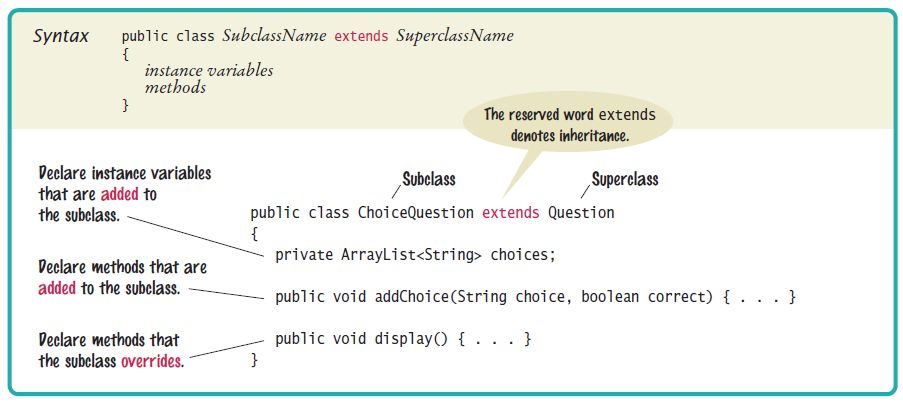 Syntax public class SubclassName extends SuperclassName
{
instance variables
methods
}
The reserved word extends
denotes inheritance.
Declare instance variables
that are added to
the subclass.
Subclass
Superclass
public class ChoiceQuestion extends Question
{
private ArrayList<String> choices;
Declare methods that are
added to the subclass.
public void addChoice(String choice, boolean correct) { . . . }
Declare methods that
the subclass overrides.
public void display() { . . . }
}